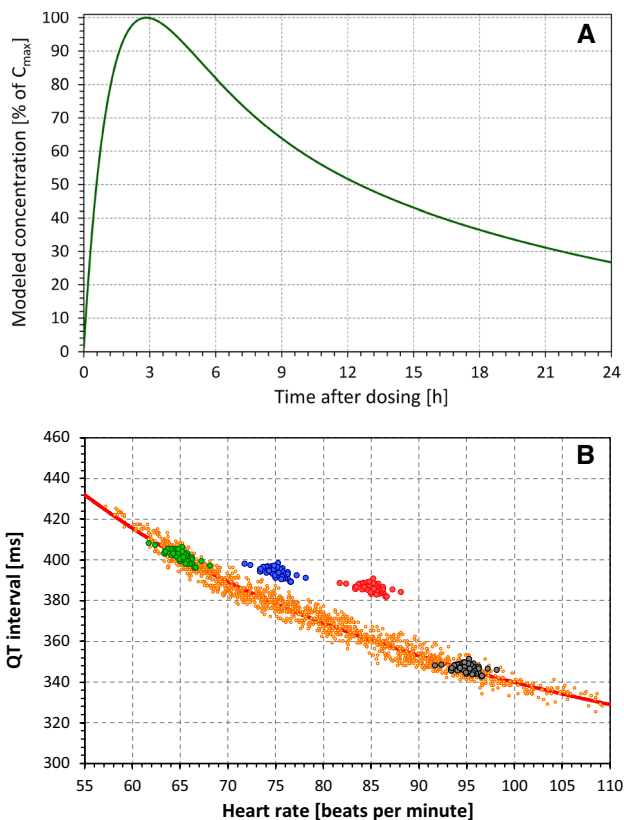 A
Modeled concentration [% of Cmax]
100
90
80
70
60
50
40
30
20
10
0
0 3 6 9 12 15 18 21 24
Time after dosing [h]
B
QT interval [ms]
460
440
420
400
380
360
340
320
300
55 60 65 70 75 80 85 90 95 100 105 110
Heart rate [beats per minute]